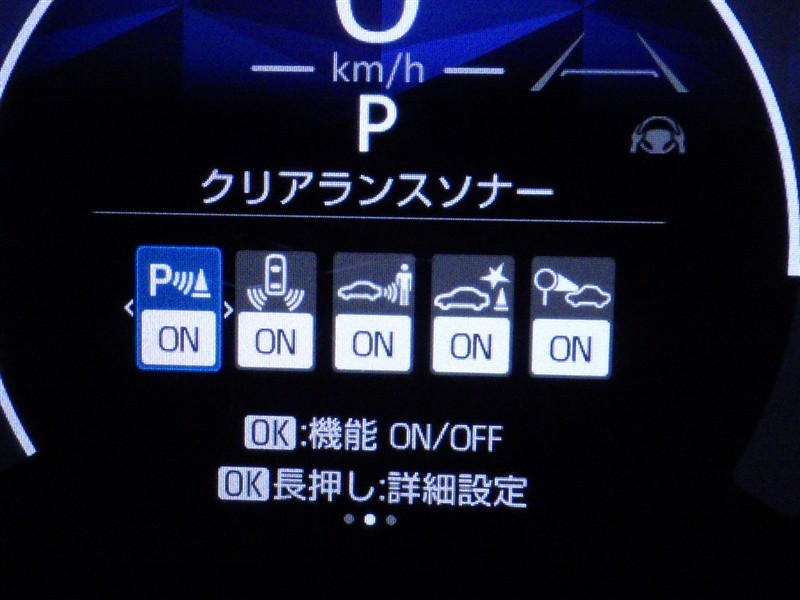 0
km/h
P
クリアランスソナー
P
ON ON ON ON ON
OK:機能 ON/OFF
OK長押し:詳細設定